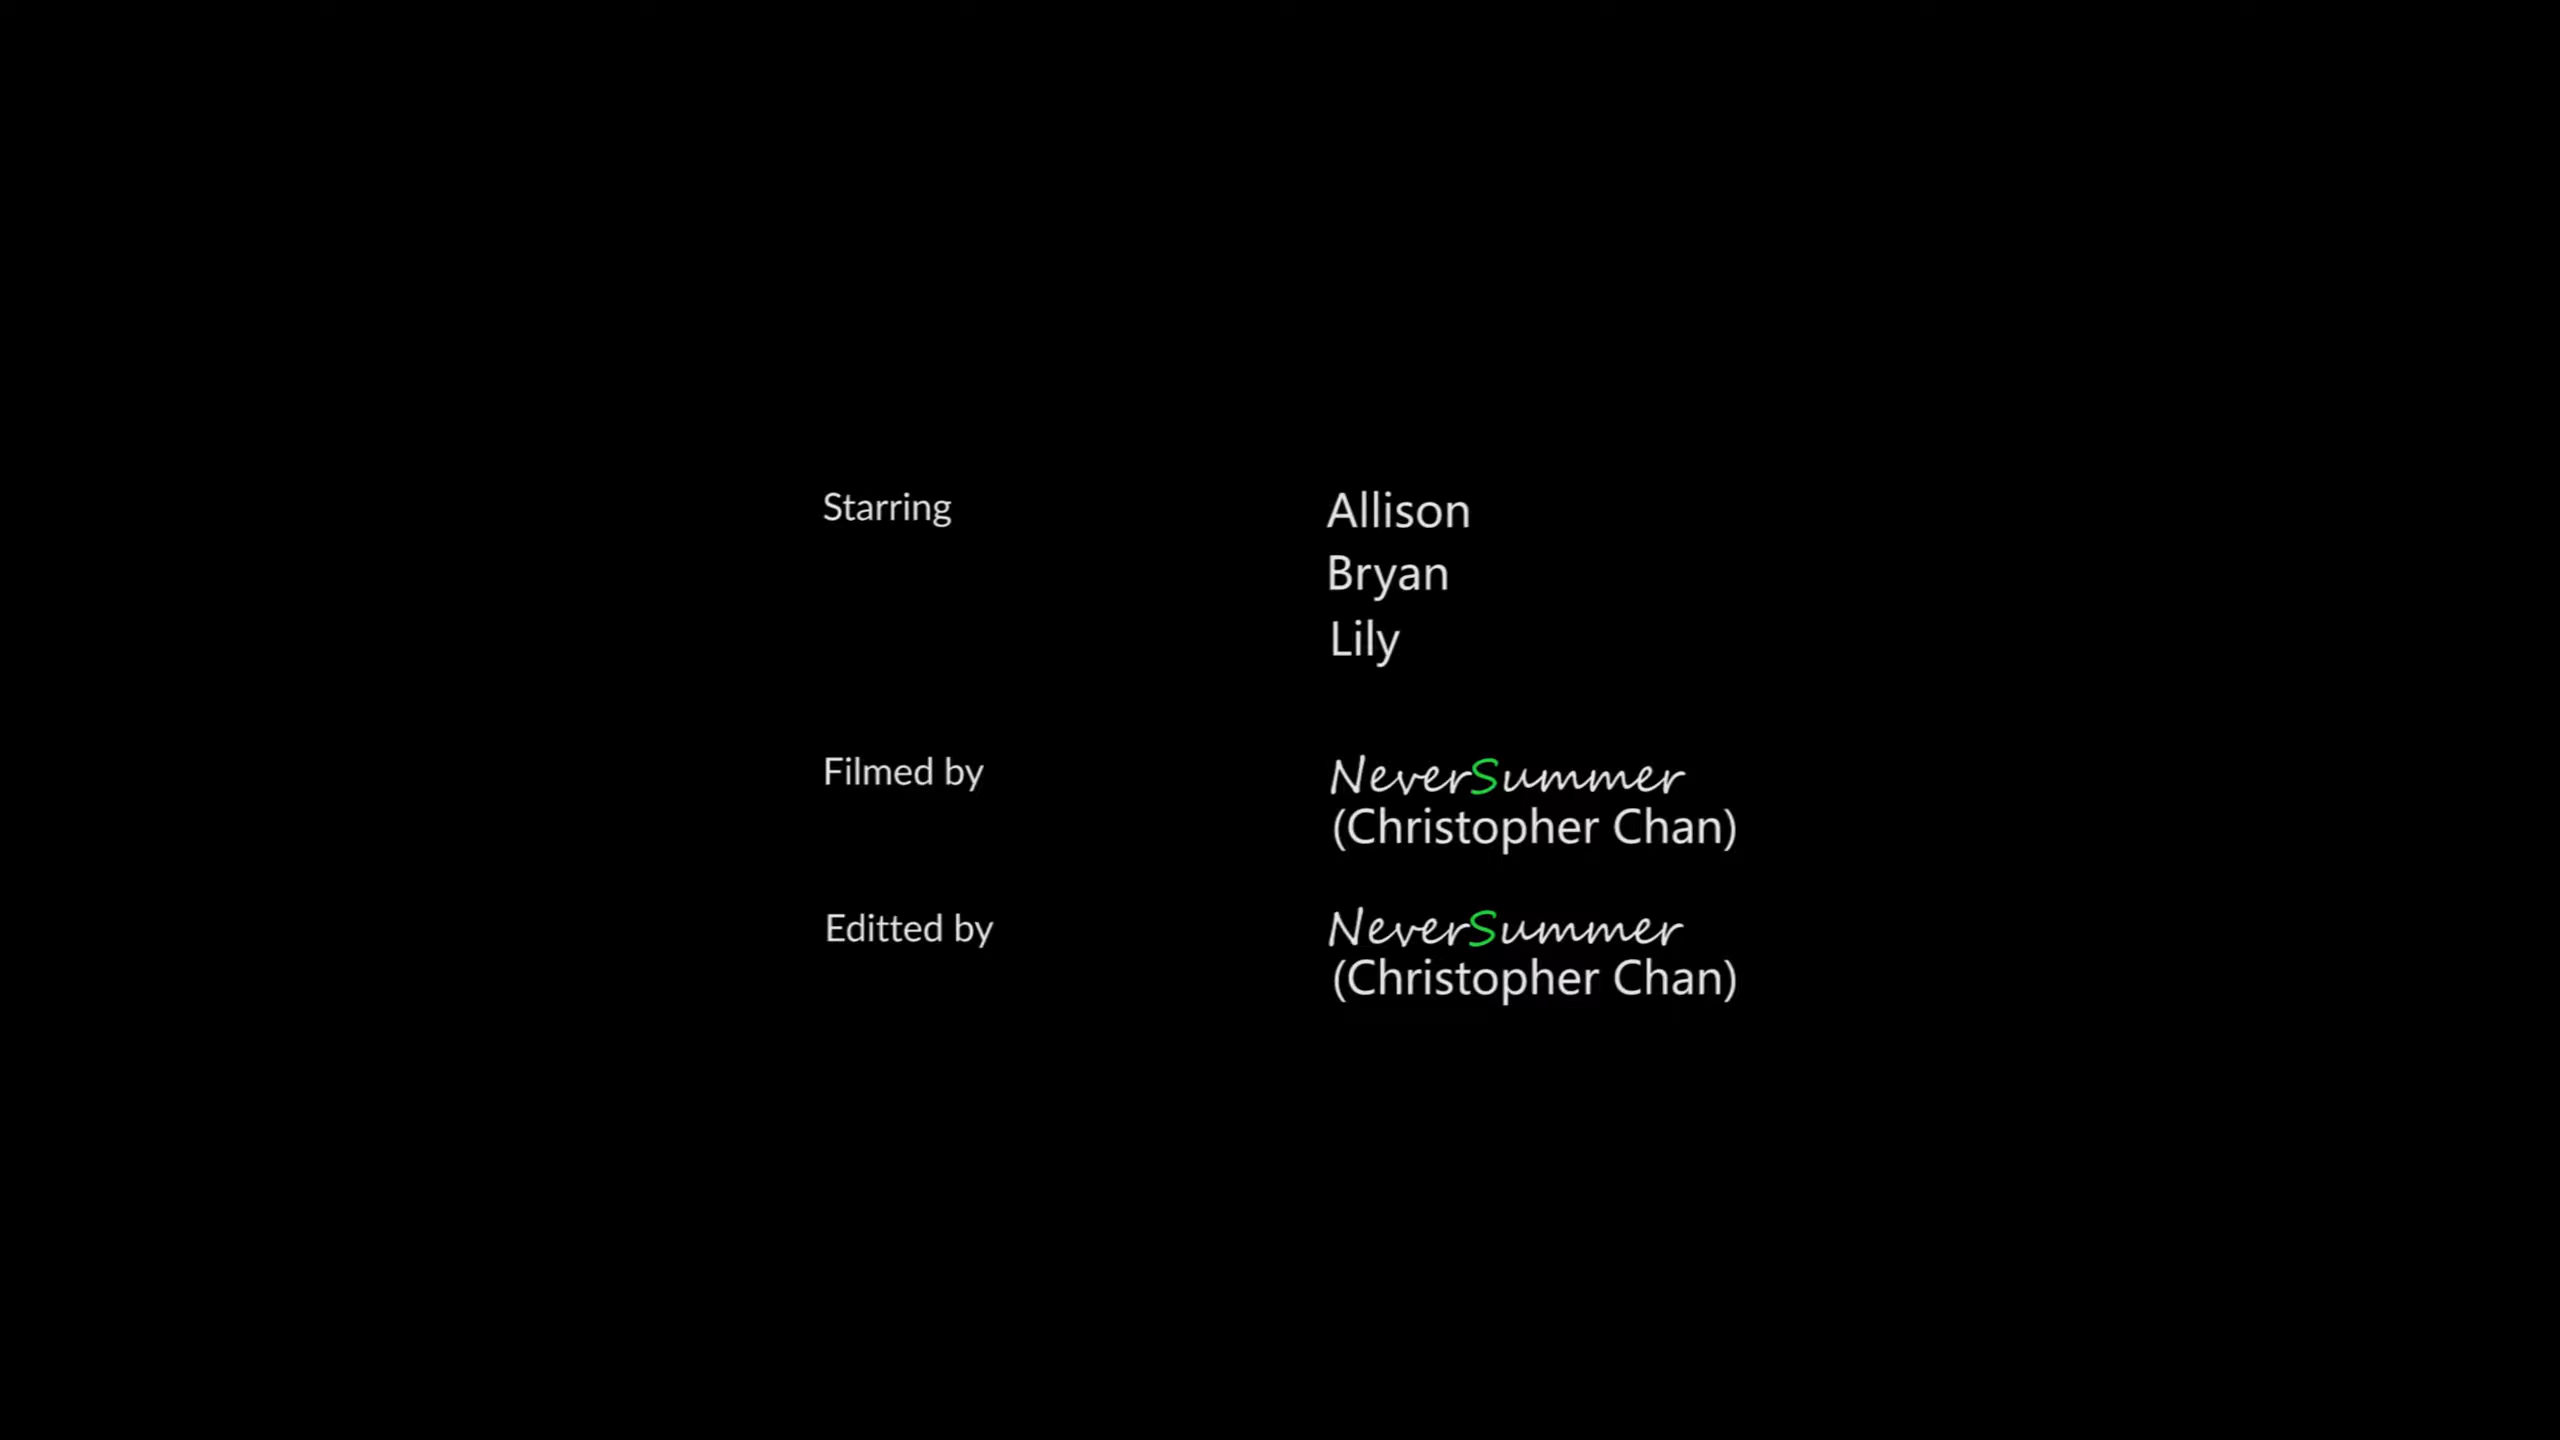 Starring Allison
Bryan
Lily
Filmed by NeverSummer
(Christopher Chan)
Editted by NeverSummer
(Christopher Chan)